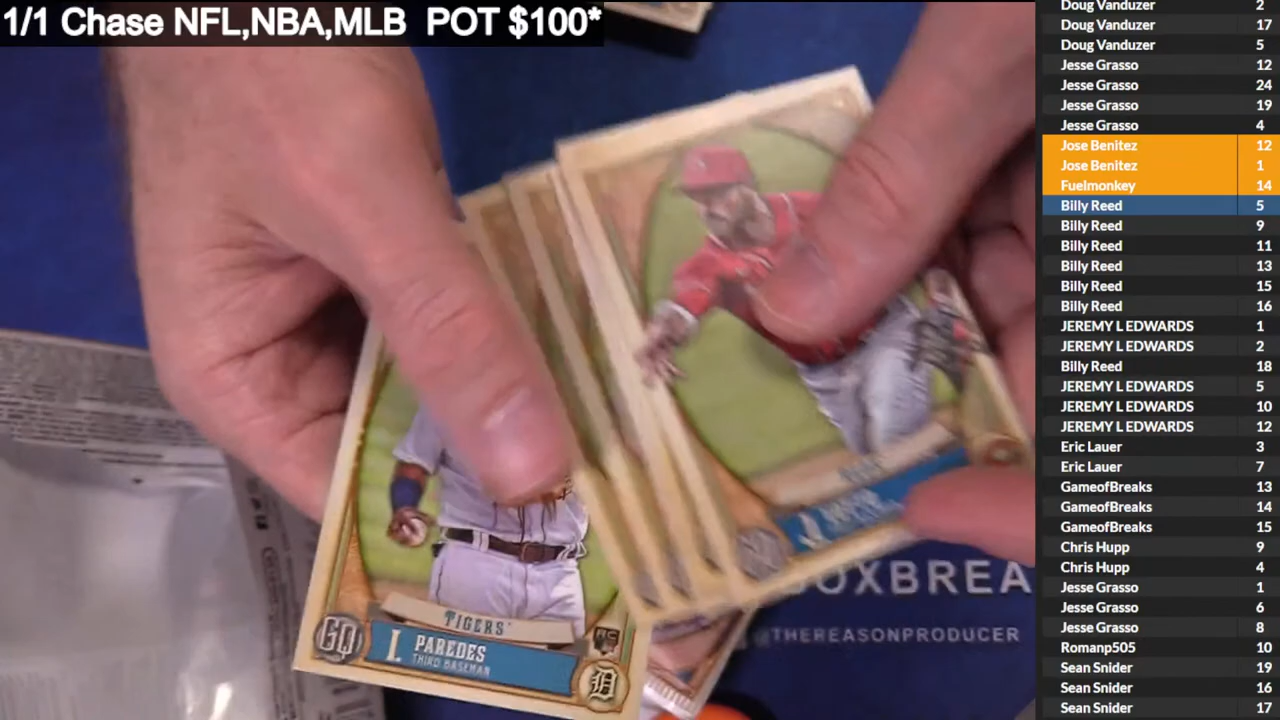 1/1 Chase NFL,NBA,MLB POT $100*
Doug Vanduzer 2
Doug Vanduzer 17
Doug Vanduzer 5
Jesse Grasso 12
Jesse Grasso 24
Jesse Grasso 19
Jesse Grasso 4
Jose Benitez 12
Jose Benitez 1
Fuelmonkey 14
Billy Reed 5
Billy Reed 9
Billy Reed 11
Billy Reed 13
Billy Reed 15
Billy Reed 16
JEREMY L EDWARDS 1
JEREMY L EDWARDS 2
Billy Reed 18
JEREMY L EDWARDS 5
JEREMY L EDWARDS 10
JEREMY L EDWARDS 12
Eric Lauer 3
Eric Lauer 7
GameofBreaks 13
GameofBreaks 14
GameofBreaks 15
Chris Hupp 9
Chris Hupp 4
Jesse Grasso 1
Jesse Grasso 6
Jesse Grasso 8
Romanp505 10
Sean Snider 19
Sean Snider 16
Sean Snider 17
OXBREA
@THEREASONPRODUCER
TIGERS
GQ
I. PAREDES
THIRD BASEMAN
RC
D